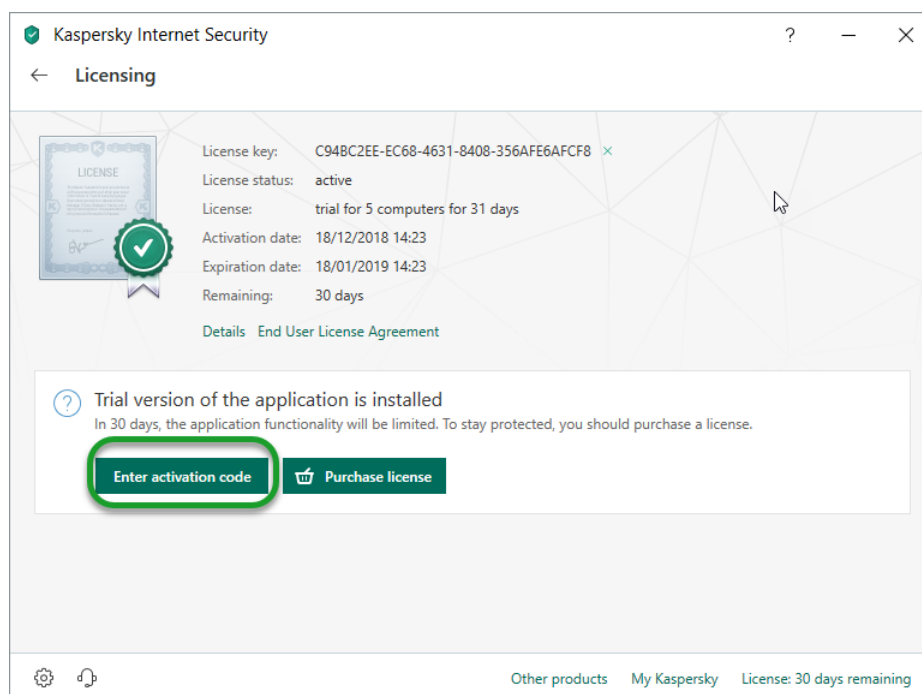 Kaspersky Internet Security
?
Licensing
LICENSE
License key: C94BC2EE-EC68-4631-8408-356AFE6AFCF8
License status: active
License: trial for 5 computers for 31 days
Activation date: 18/12/2018 14:23
Expiration date: 18/01/2019 14:23
Remaining: 30 days
Details End User License Agreement
? Trial version of the application is installed
In 30 days, the application functionality will be limited. To stay protected, you should purchase a license.
Enter activation code Purchase license
Other products My Kaspersky License: 30 days remaining